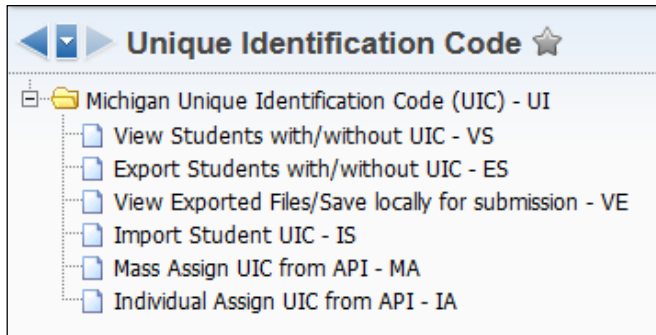 Unique Identification Code
Michigan Unique Identification Code (UIC) - UI
View Students with/without UIC - VS
Export Students with/without UIC - ES
View Exported Files/Save locally for submission - VE
Import Student UIC - IS
Mass Assign UIC from API - MA
Individual Assign UIC from API - IA